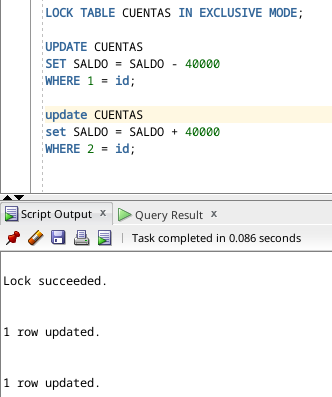 LOCK TABLE CUENTAS IN EXCLUSIVE MODE;
UPDATE CUENTAS
SET SALDO = SALDO - 40000
WHERE 1 = id;
update CUENTAS
set SALDO = SALDO + 40000
WHERE 2 = id;
Script Output x Query Result x
Task completed in 0.086 seconds
Lock succeeded.
1 row updated.
1 row updated.